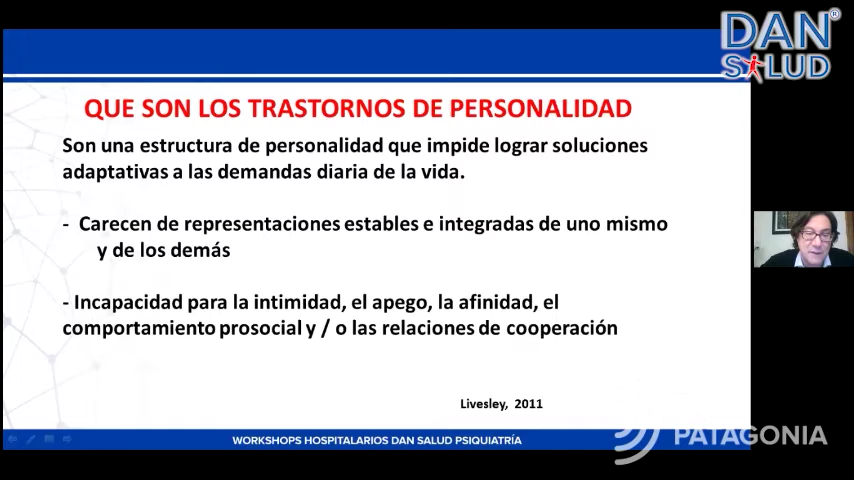 DAN®
SALUD
QUE SON LOS TRASTORNOS DE PERSONALIDAD
Son una estructura de personalidad que impide lograr soluciones
adaptativas a las demandas diaria de la vida.
- Carecen de representaciones estables e integradas de uno mismo
y de los demás
- Incapacidad para la intimidad, el apego, la afinidad, el
comportamiento prosocial y / o las relaciones de cooperación
Livesley, 2011
WORKSHOPS HOSPITALARIOS DAN SALUD PSIQUIATRÍA
PATAGONIA